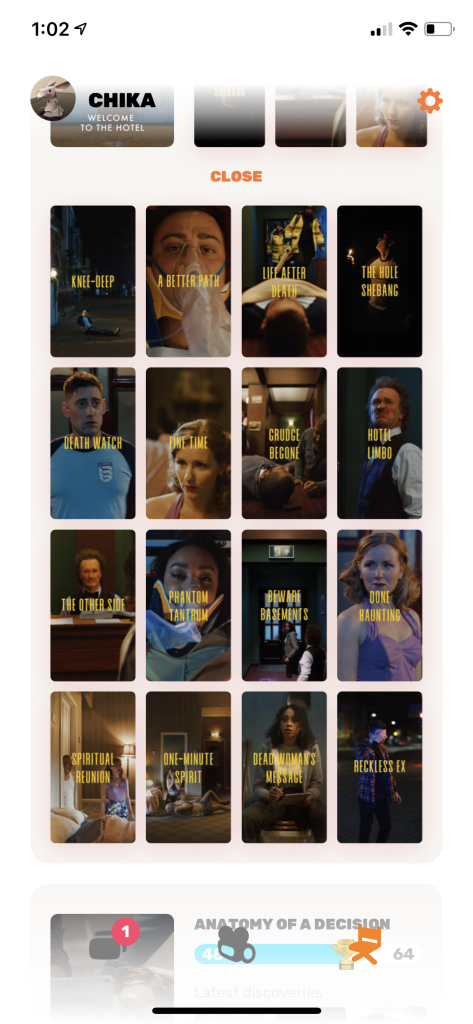 1:02
CHIKA
WELCOME
TO THE HOTEL
SHEBANG
CLOSE
KNEE-DEEP
A BETTER PATH
LIFE AFTER
DEATH
THE HOLE
SHEBANG
DEATH WATCH
FINE TIME
GRUDGE
BEGONE
HOTEL
LIMBO
THE OTHER SIDE
PHANTOM
TANTRUM
BEWARE
BASEMENTS
DONE
HAUNTING
SPIRITUAL
REUNION
ONE-MINUTE
SPIRIT
DEAD WOMAN'S
MESSAGE
RECKLESS EX
1
ANATOMY OF A DECISION
48
64
Latest discoveries